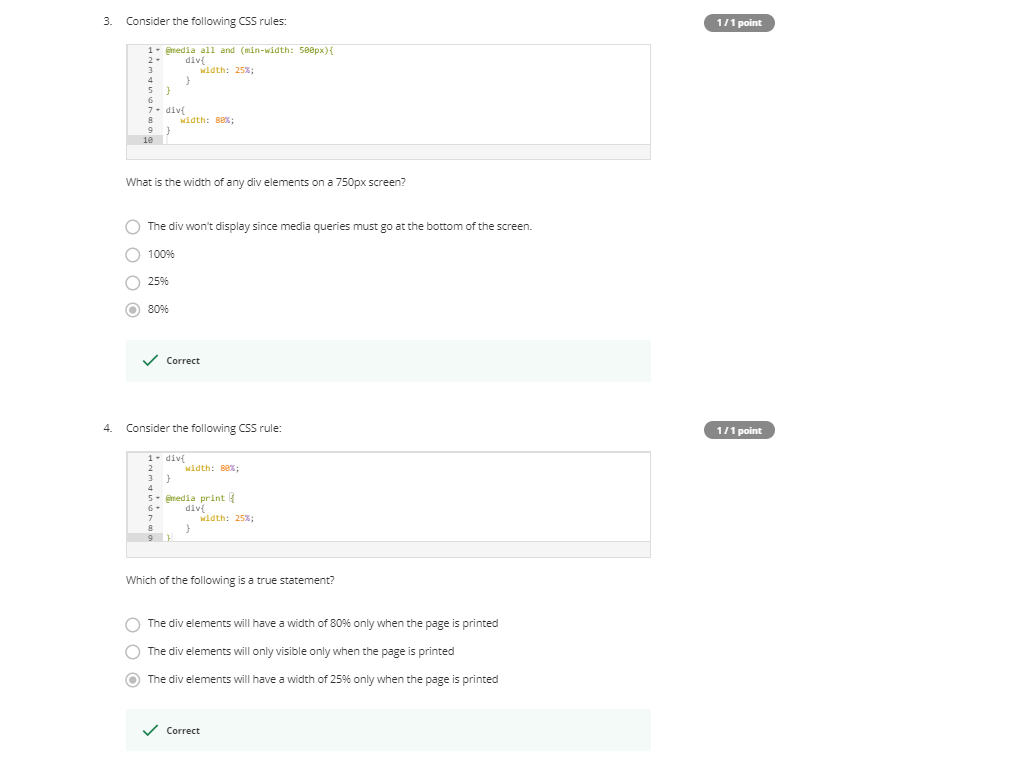 3. Consider the following CSS rules:
1 / 1 point
1 @media all and (min-width: 500px){
2 div{
3 width: 25%;
4 }
5 }
6
7 div{
8 width: 80%;
9 }
10
What is the width of any div elements on a 750px screen?
The div won't display since media queries must go at the bottom of the screen.
100%
25%
80%
Correct
4. Consider the following CSS rule:
1 / 1 point
1 div{
2 width: 80%;
3 }
4
5 @media print {
6 div{
7 width: 25%;
8 }
9 }
Which of the following is a true statement?
The div elements will have a width of 80% only when the page is printed
The div elements will only visible only when the page is printed
The div elements will have a width of 25% only when the page is printed
Correct